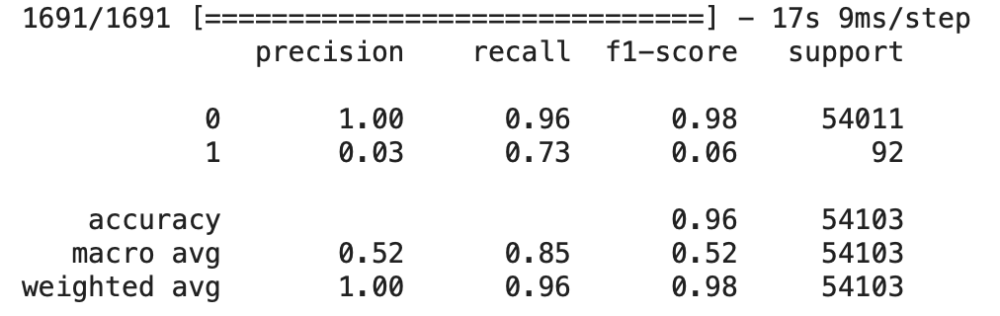 1691/1691 [==============================] - 17s 9ms/step
precision recall f1-score support
0 1.00 0.96 0.98 54011
1 0.03 0.73 0.06 92
accuracy 0.96 54103
macro avg 0.52 0.85 0.52 54103
weighted avg 1.00 0.96 0.98 54103